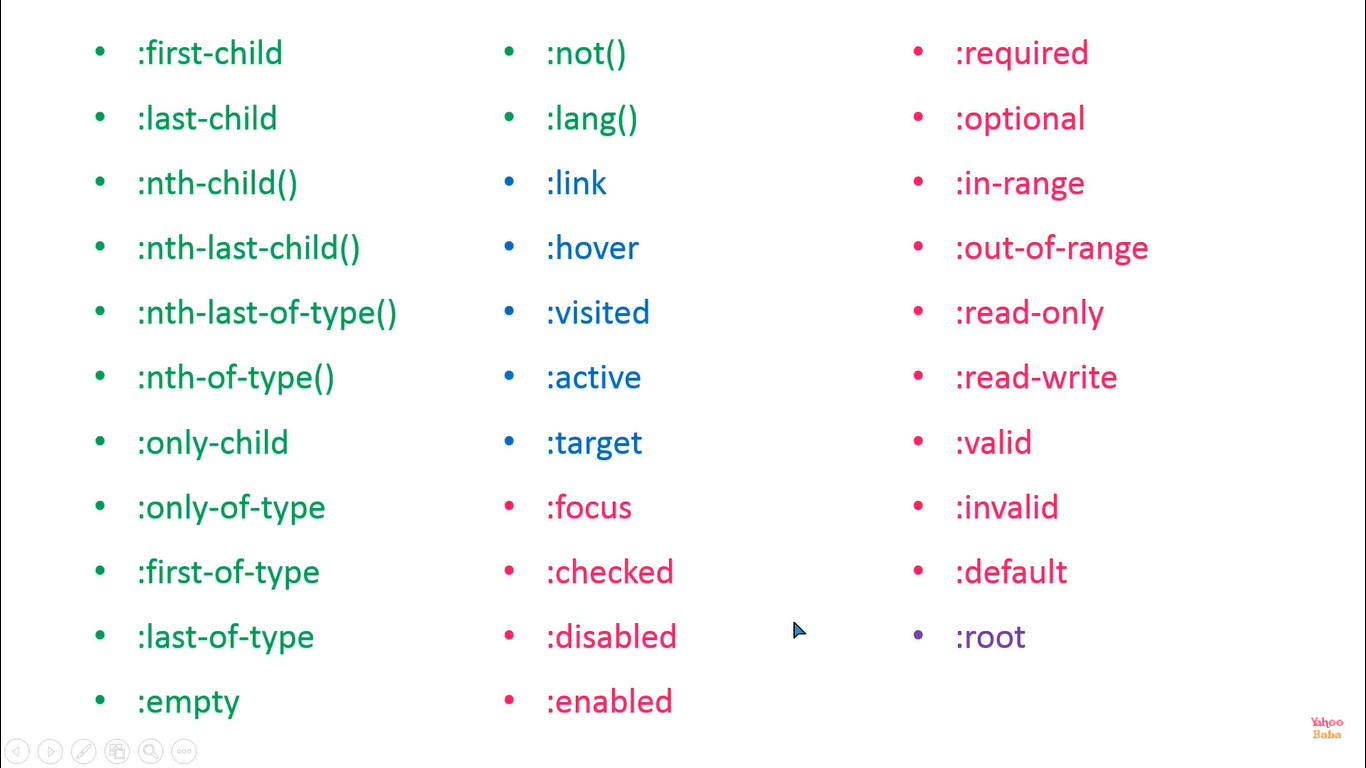 • :first-child
• :last-child
• :nth-child()
• :nth-last-child()
• :nth-last-of-type()
• :nth-of-type()
• :only-child
• :only-of-type
• :first-of-type
• :last-of-type
• :empty
• :not()
• :lang()
• :link
• :hover
• :visited
• :active
• :target
• :focus
• :checked
• :disabled
• :enabled
• :required
• :optional
• :in-range
• :out-of-range
• :read-only
• :read-write
• :valid
• :invalid
• :default
• :root
Yahoo
Baba